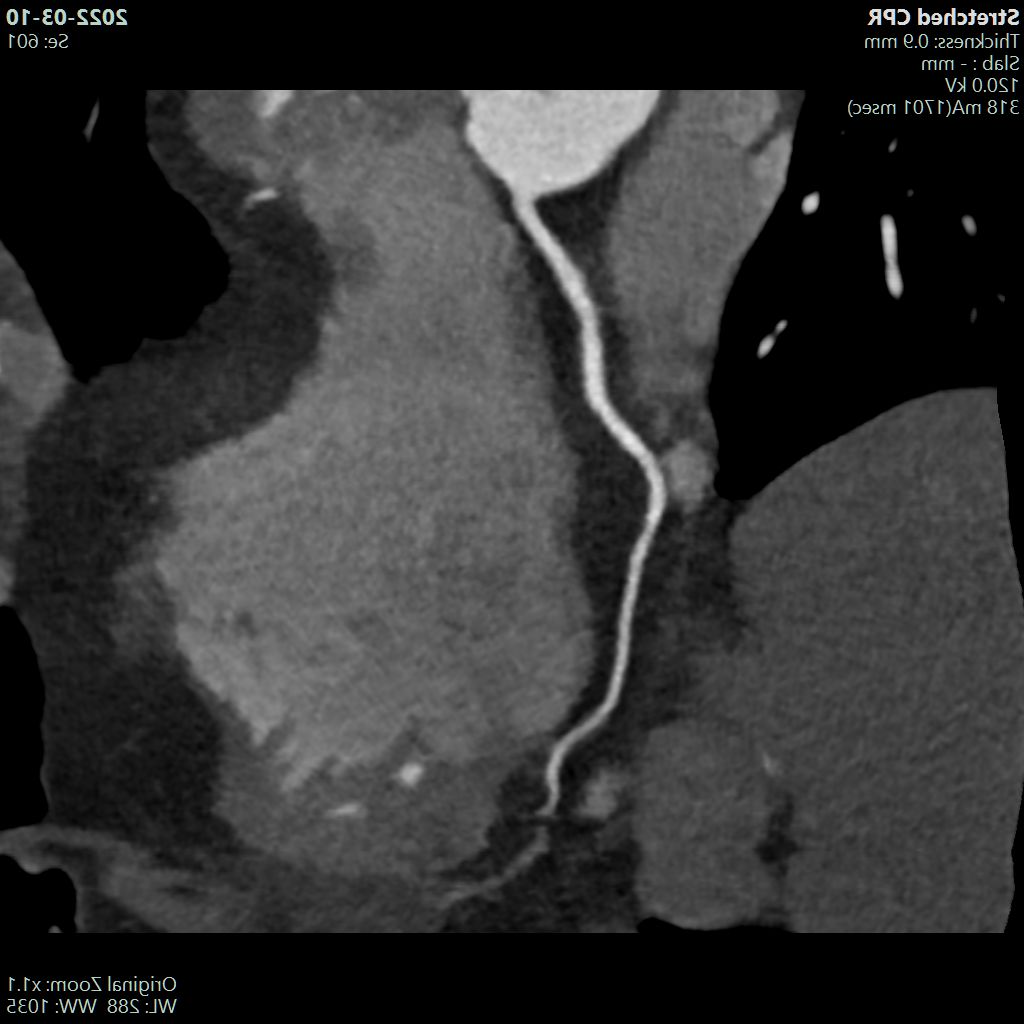 Stretched CPR
Thickness: 0.9 mm
Slab : - mm
120.0 kV
318 mA(1701 msec)
2022-03-10
Se: 601
Original Zoom: x1.1
WL: 288 WW: 1035